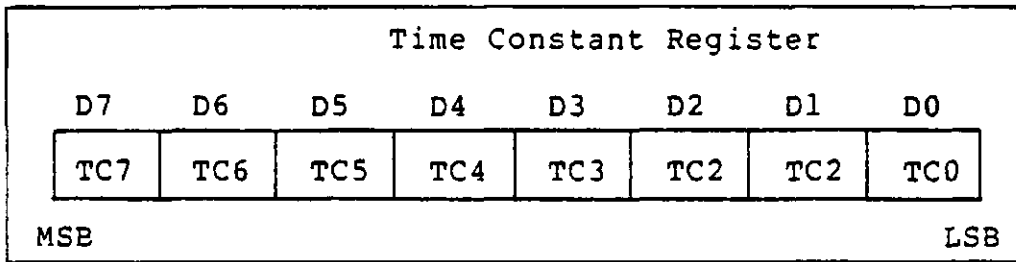 Time Constant Register
D7 D6 D5 D4 D3 D2 D1 D0
TC7 TC6 TC5 TC4 TC3 TC2 TC2 TC0
MSB LSB